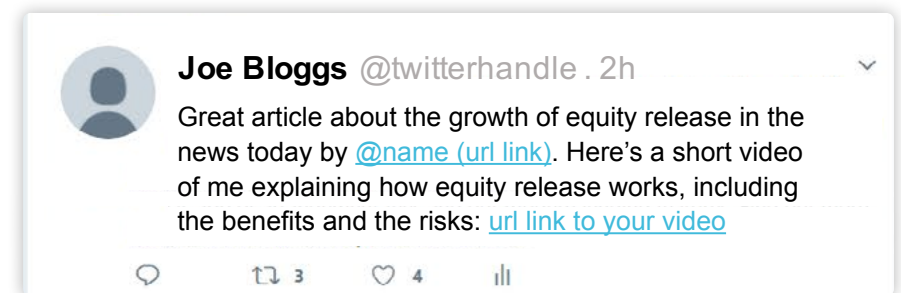 Joe Bloggs @twitterhandle . 2h
Great article about the growth of equity release in the
news today by @name (url link). Here’s a short video
of me explaining how equity release works, including
the benefits and the risks: url link to your video
3 4